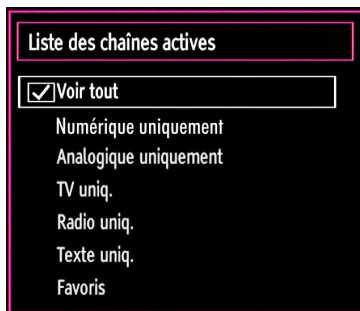 Liste des chaînes actives
Voir tout
Numérique uniquement
Analogique uniquement
TV uniq.
Radio uniq.
Texte uniq.
Favoris